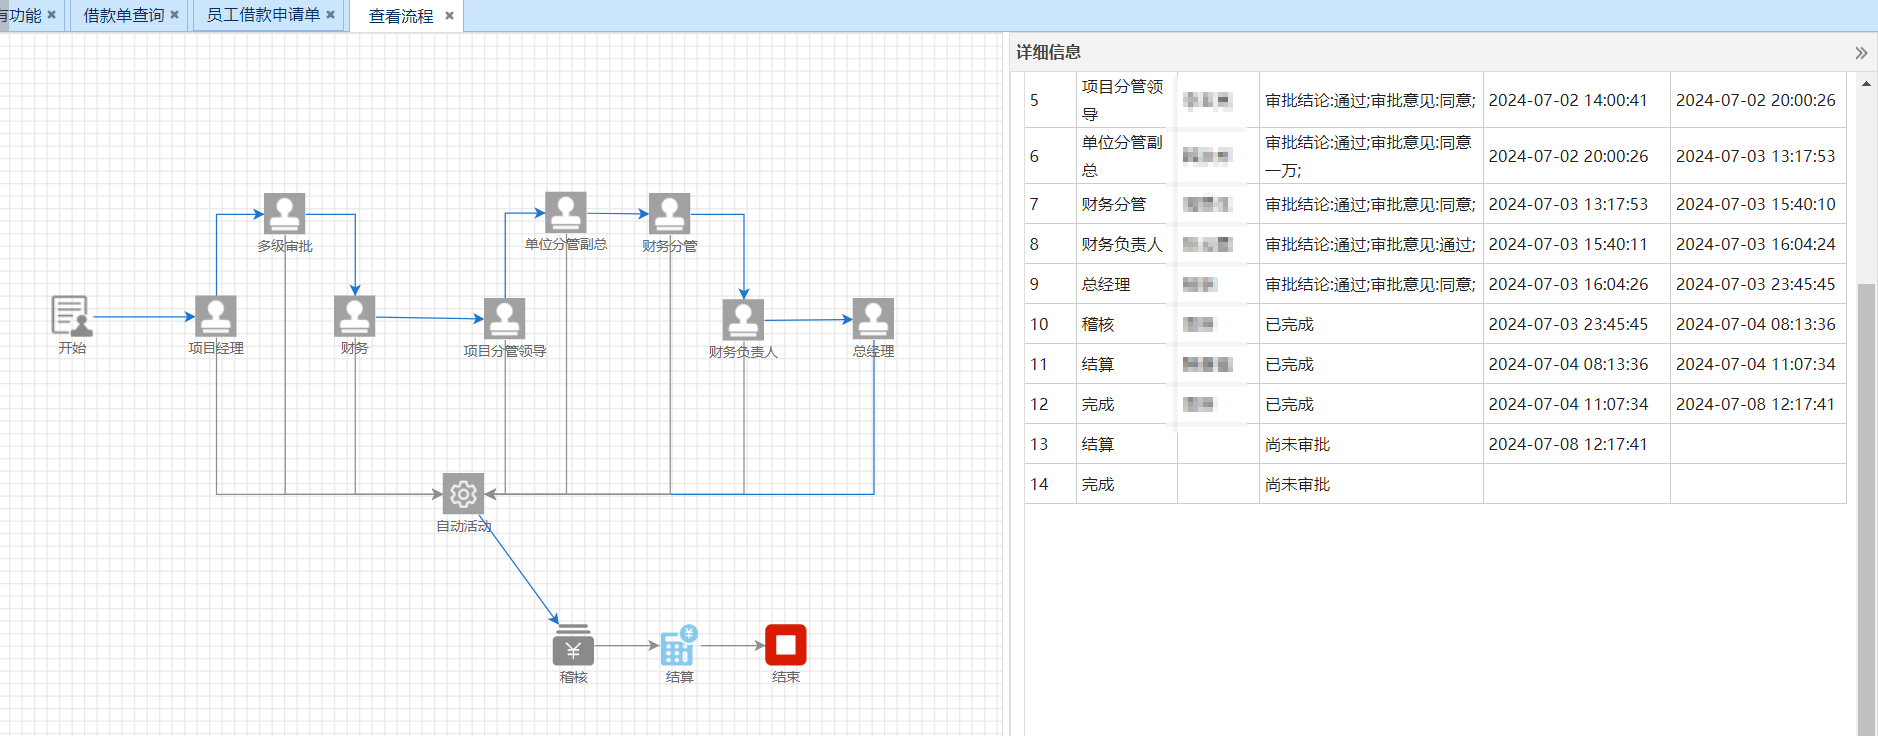 有功能 × 借款单查询 × 员工借款申请单 × 查看流程 ×
详细信息
多级审批
单位分管副总
财务分管
开始
项目经理
财务
项目分管领导
财务负责人
总经理
自动活动
稽核
结算
结束
5 项目分管领导 审批结论:通过;审批意见:同意; 2024-07-02 14:00:41 2024-07-02 20:00:26
6 单位分管副总 审批结论:通过;审批意见:同意一万; 2024-07-02 20:00:26 2024-07-03 13:17:53
7 财务分管 审批结论:通过;审批意见:同意; 2024-07-03 13:17:53 2024-07-03 15:40:10
8 财务负责人 审批结论:通过;审批意见:通过; 2024-07-03 15:40:11 2024-07-03 16:04:24
9 总经理 审批结论:通过;审批意见:同意; 2024-07-03 16:04:26 2024-07-03 23:45:45
10 稽核 已完成 2024-07-03 23:45:45 2024-07-04 08:13:36
11 结算 已完成 2024-07-04 08:13:36 2024-07-04 11:07:34
12 完成 已完成 2024-07-04 11:07:34 2024-07-08 12:17:41
13 结算 尚未审批 2024-07-08 12:17:41
14 完成 尚未审批